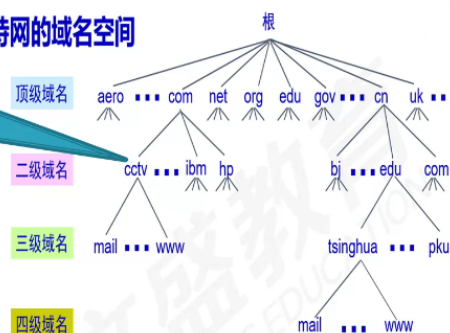 特网的域名空间
根
顶级域名 aero ... com net org edu gov ... cn uk ...
二级域名 cctv ... ibm hp bj ... edu com
三级域名 mail ... www tsinghua ... pku
四级域名 mail ... www